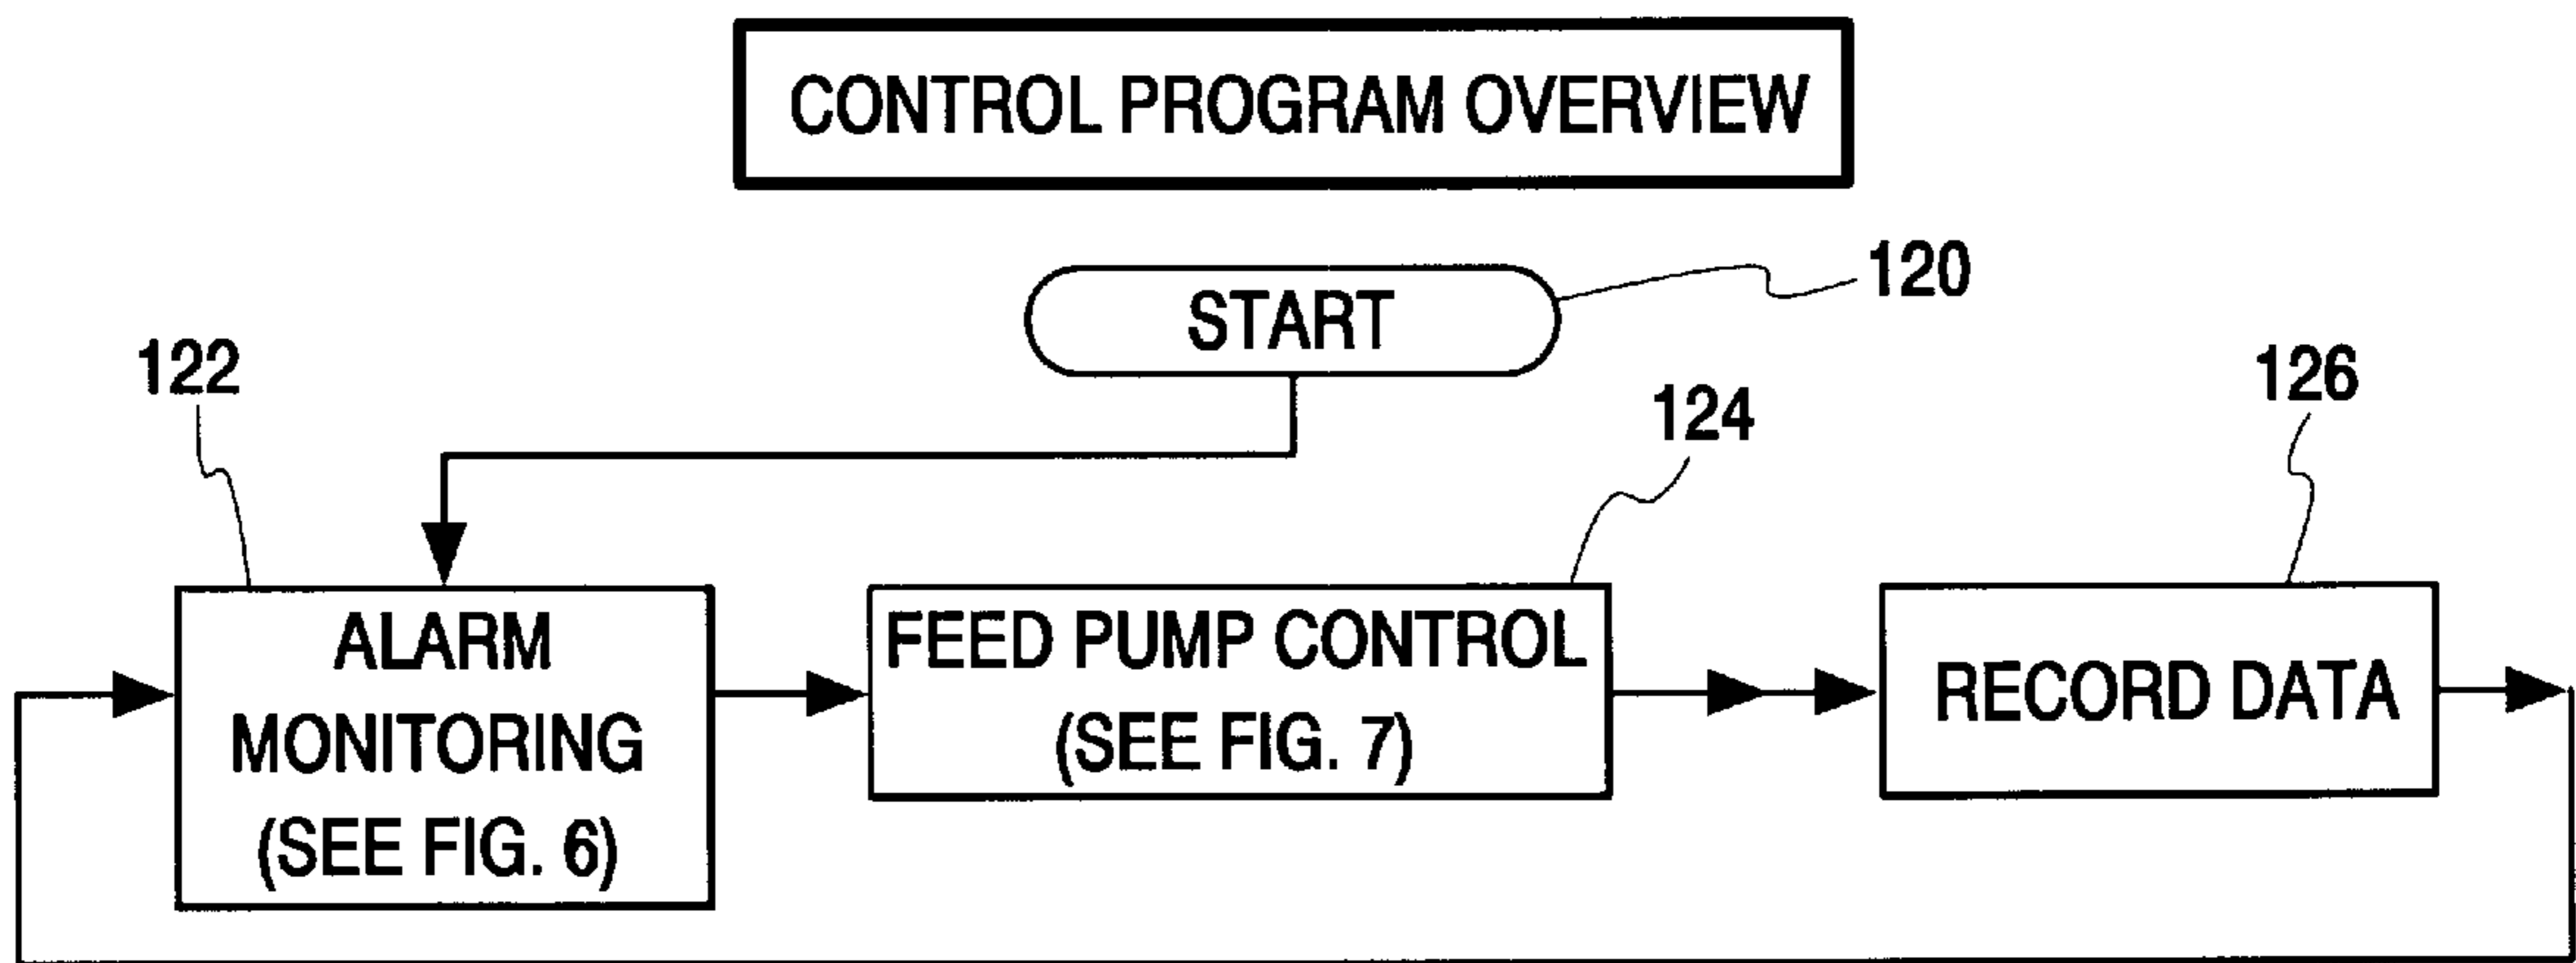 CONTROL PROGRAM OVERVIEW
START
120
122
124
126
ALARM
MONITORING
(SEE FIG. 6)
FEED PUMP CONTROL
(SEE FIG. 7)
RECORD DATA